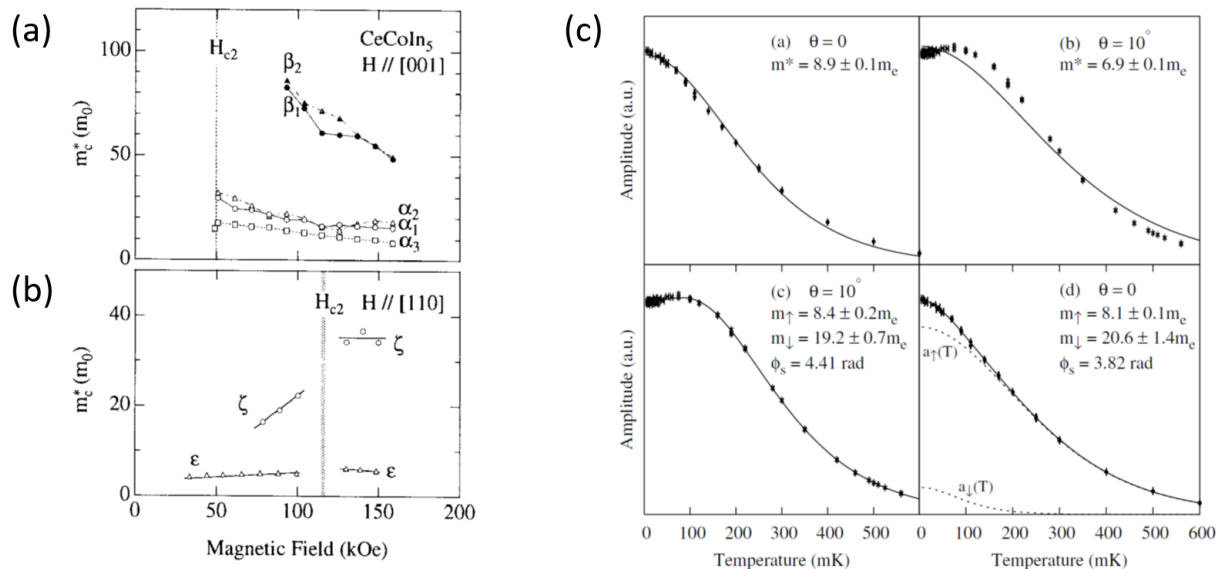 (a)
100
50
0
m*c (m0)
Hc2
CeCoIn5
H // [001]
β2
β1
α2
α1
α3
(b)
40
20
0
m*c (m0)
Hc2 H // [110]
ζ
ζ
ε
ε
0 50 100 150 200
Magnetic Field (kOe)
(c)
Amplitude (a.u.)
(a) θ = 0
m* = 8.9 ± 0.1me
(b) θ = 10°
m* = 6.9 ± 0.1me
Amplitude (a.u.)
(c) θ = 10°
m↑ = 8.4 ± 0.2me
m↓ = 19.2 ± 0.7me
ϕs = 4.41 rad
(d) θ = 0
m↑ = 8.1 ± 0.1me
m↓ = 20.6 ± 1.4me
ϕs = 3.82 rad
a↑(T)
a↓(T)
0 100 200 300 400 500 0 100 200 300 400 500 600
Temperature (mK) Temperature (mK)